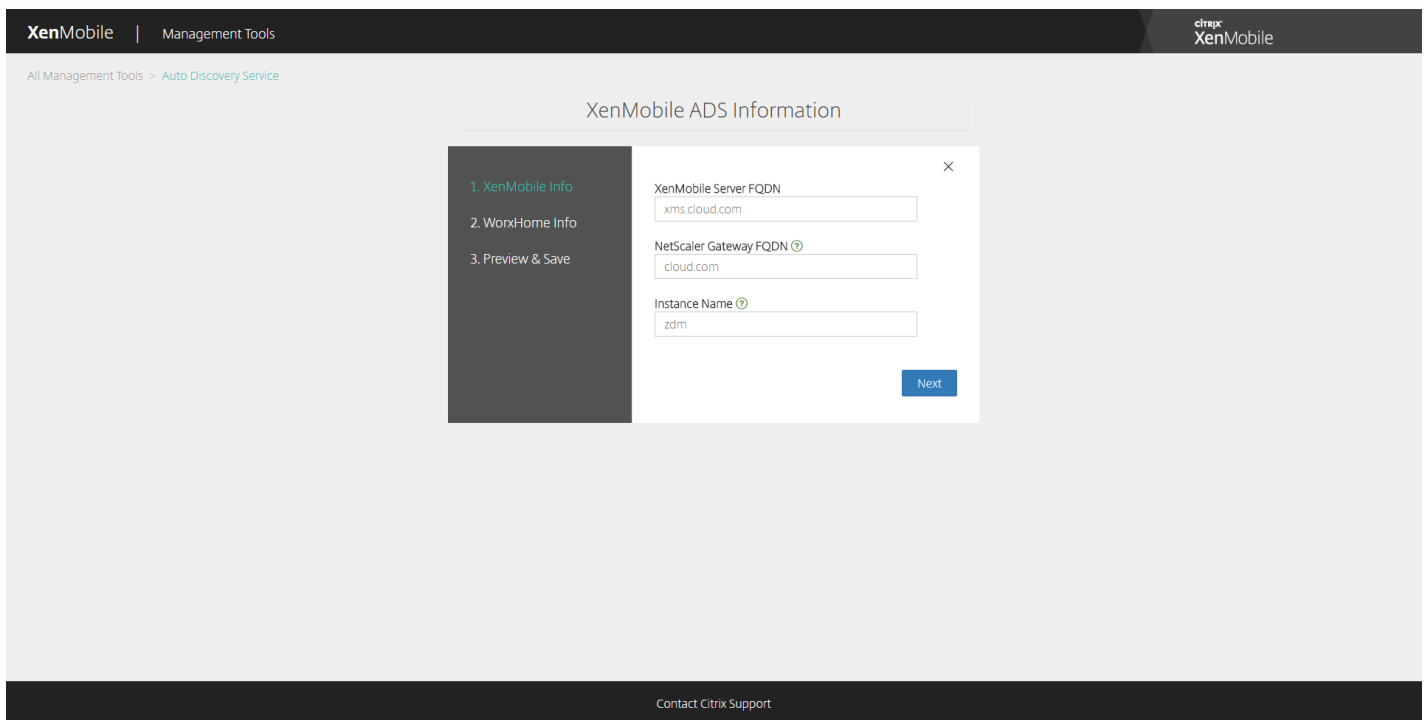 XenMobile | Management Tools
CITRIX
XenMobile
All Management Tools > Auto Discovery Service
XenMobile ADS Information
1. XenMobile Info
2. WorxHome Info
3. Preview & Save
XenMobile Server FQDN
xms.cloud.com
NetScaler Gateway FQDN ?
cloud.com
Instance Name ?
zdm
Next
Contact Citrix Support